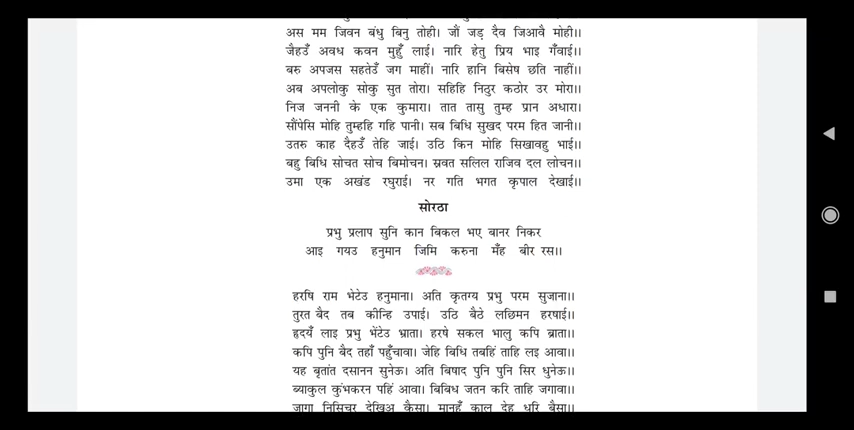 अस मम जिवन बंधु बिनु तोही। जौं जड़ दैव जिआवै मोही।।
जैहउँ अवध कवन मुहुँ लाई। नारि हेतु प्रिय भाइ गँवाई।।
बरु अपजस सहतेउँ जग माहीं। नारि हानि बिसेष छति नाहीं।।
अब अपलोकु सोकु सुत तोरा। सहिहि निठुर कठोर उर मोरा।।
निज जननी के एक कुमारा। तात तासु तुम्ह प्रान अधारा।।
सौंपेसि मोहि तुम्हहि गहि पानी। सब बिधि सुखद परम हित जानी।।
उतरु काह दैहउँ तेहि जाई। उठि किन मोहि सिखावहु भाई।।
बहु बिधि सोचत सोच बिमोचन। स्रवत सलिल राजिव दल लोचन।।
उमा एक अखंड रघुराई। नर गति भगत कृपाल देखाई।।
सोरठा
प्रभु प्रलाप सुनि कान बिकल भए बानर निकर
आइ गयउ हनुमान जिमि करुना मँह बीर रस।।
हरषि राम भेटेउ हनुमाना। अति कृतग्य प्रभु परम सुजाना।।
तुरत बैद तब कीन्हि उपाई। उठि बैठे लछिमन हरषाई।।
हृदयँ लाइ प्रभु भेंटेउ भ्राता। हरषे सकल भालु कपि ब्राता।।
कपि पुनि बैद तहाँ पहुँचावा। जेहि बिधि तबहिं ताहि लइ आवा।।
यह बृतांत दसानन सुनेऊ। अति बिषाद पुनि पुनि सिर धुनेऊ।।
ब्याकुल कुंभकरन पहिं आवा। बिबिध जतन करि ताहि जगावा।।
जागा निसिचर देखिअ कैसा। मानहुँ काल देह धरि बैसा।।